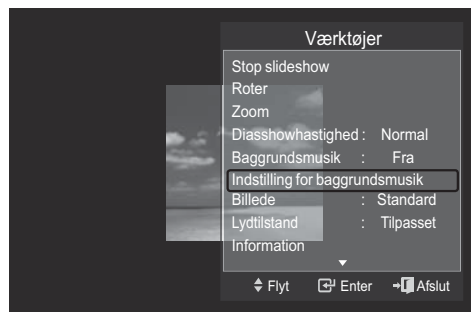 Værktøjer
Stop slideshow
Roter
Zoom
Diasshowhastighed : Normal
Baggrundsmusik : Fra
Indstilling for baggrundsmusik
Billede : Standard
Lydtilstand : Tilpasset
Information
Flyt Enter Afslut